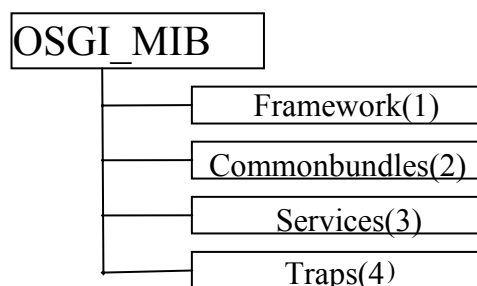 OSGI_MIB
Framework(1)
Commonbundles(2)
Services(3)
Traps(4)